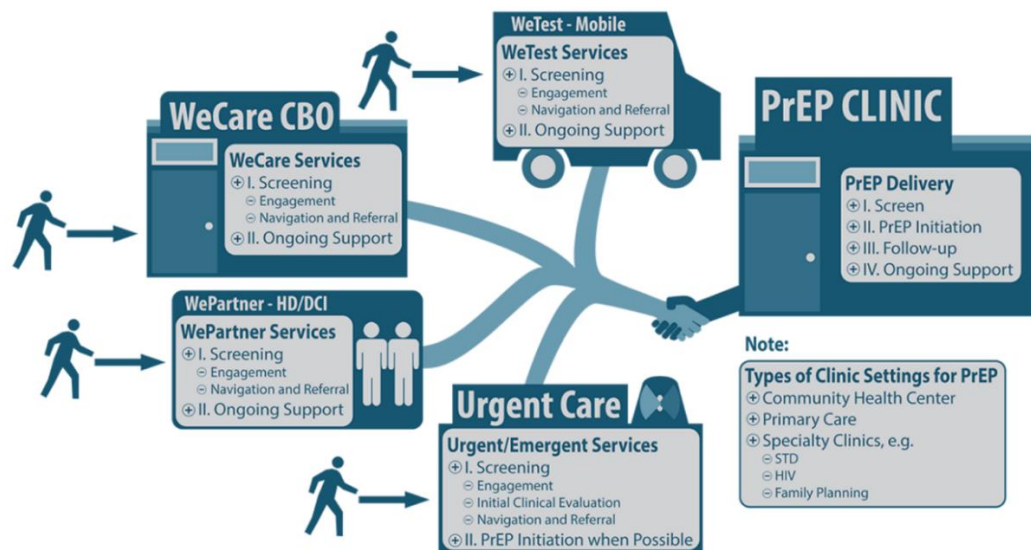 WeTest - Mobile
WeTest Services
⊕ I. Screening
⊖ Engagement
⊖ Navigation and Referral
⊕ II. Ongoing Support
WeCare CBO
WeCare Services
⊕ I. Screening
⊖ Engagement
⊖ Navigation and Referral
⊕ II. Ongoing Support
PrEP CLINIC
PrEP Delivery
⊕ I. Screen
⊕ II. PrEP Initiation
⊕ III. Follow-up
⊕ IV. Ongoing Support
WePartner - HD/DCI
WePartner Services
⊕ I. Screening
⊖ Engagement
⊖ Navigation and Referral
⊕ II. Ongoing Support
Urgent Care
Urgent/Emergent Services
⊕ I. Screening
⊖ Engagement
⊖ Initial Clinical Evaluation
⊖ Navigation and Referral
⊕ II. PrEP Initiation when Possible
Note:
Types of Clinic Settings for PrEP
⊕ Community Health Center
⊕ Primary Care
⊕ Specialty Clinics, e.g.
⊖ STD
⊖ HIV
⊖ Family Planning